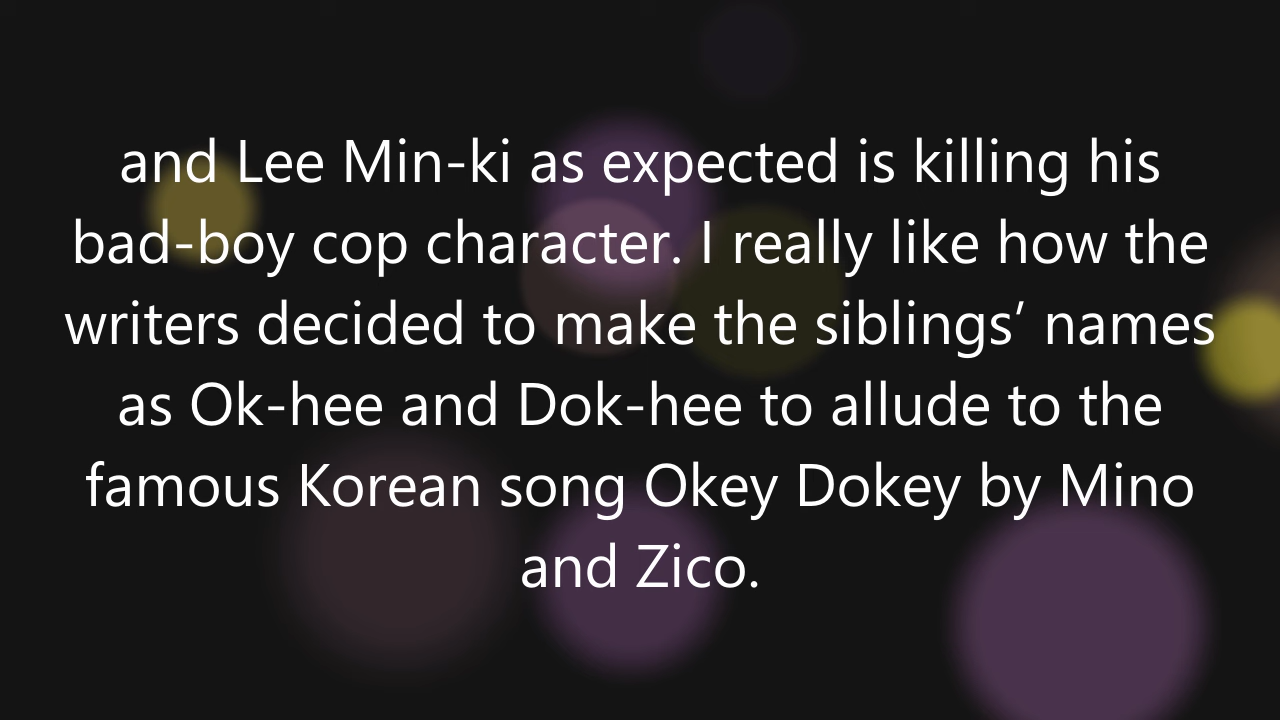 and Lee Min-ki as expected is killing his
bad-boy cop character. I really like how the
writers decided to make the siblings’ names
as Ok-hee and Dok-hee to allude to the
famous Korean song Okey Dokey by Mino
and Zico.